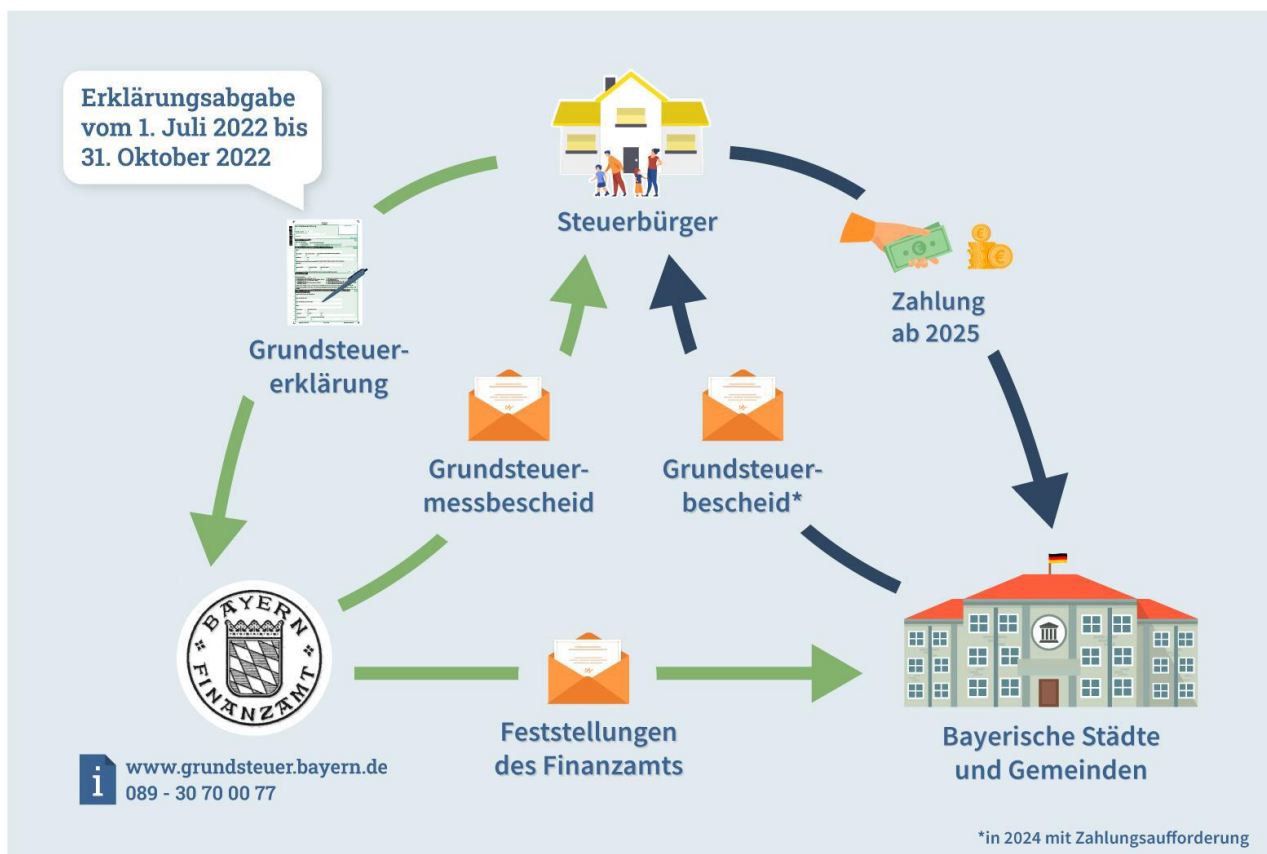 Erklärungsabgabe
vom 1. Juli 2022 bis
31. Oktober 2022
Steuerbürger
Zahlung
ab 2025
Grundsteuer-
erklärung
Grundsteuer-
messbescheid
Grundsteuer-
bescheid*
BAYERN
FINANZAMT
Feststellungen
des Finanzamts
Bayerische Städte
und Gemeinden
i
www.grundsteuer.bayern.de
089 - 30 70 00 77
*in 2024 mit Zahlungsaufforderung